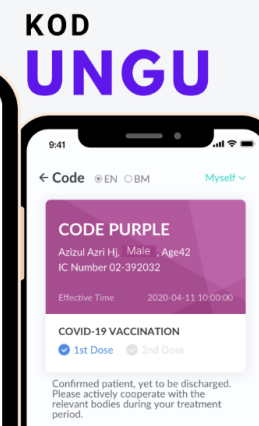 KOD
UNGU
9:41
Code EN BM Myself
CODE PURPLE
Azizul Azri Hj, Male , Age42
IC Number 02-392032
Effective Time 2020-04-11 10:00:00
COVID-19 VACCINATION
1st Dose 2nd Dose
Confirmed patient, yet to be discharged.
Please actively cooperate with the
relevant bodies during your treatment
period.